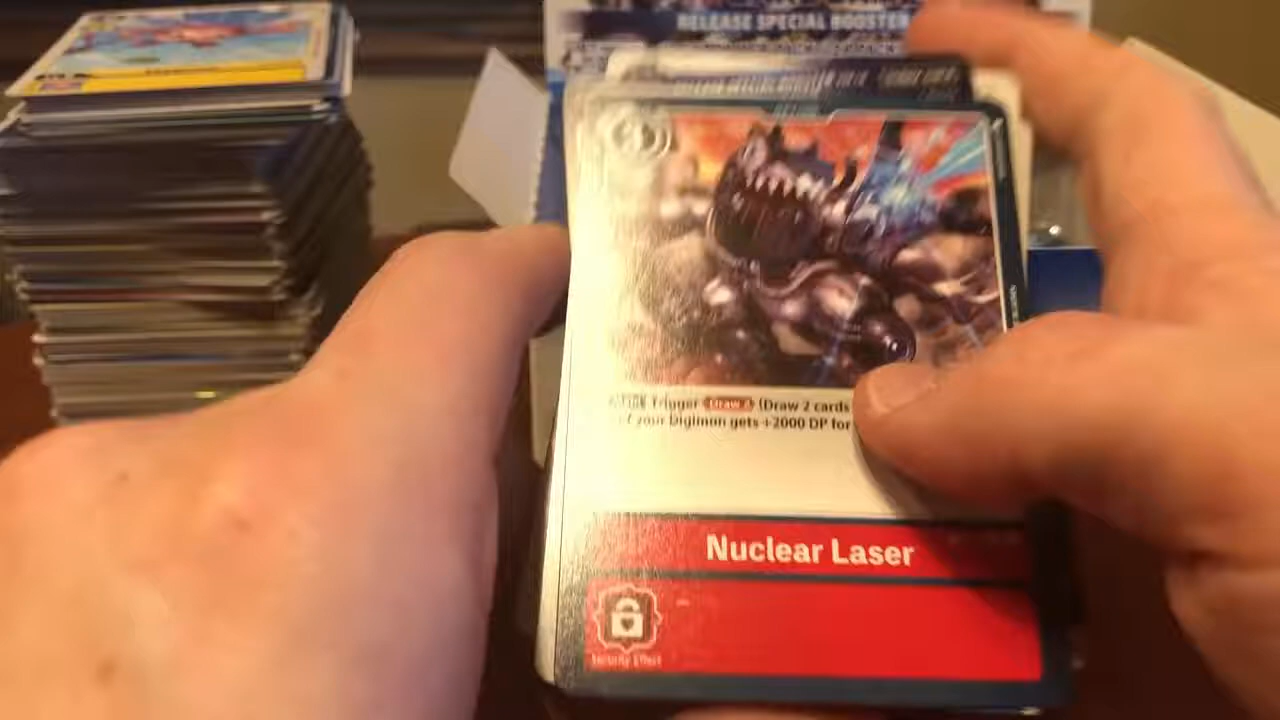 RELEASE SPECIAL BOOSTER
Trigger Draw 2 (Draw 2 cards
your Digimon gets +2000 DP for
Nuclear Laser
Security Effect